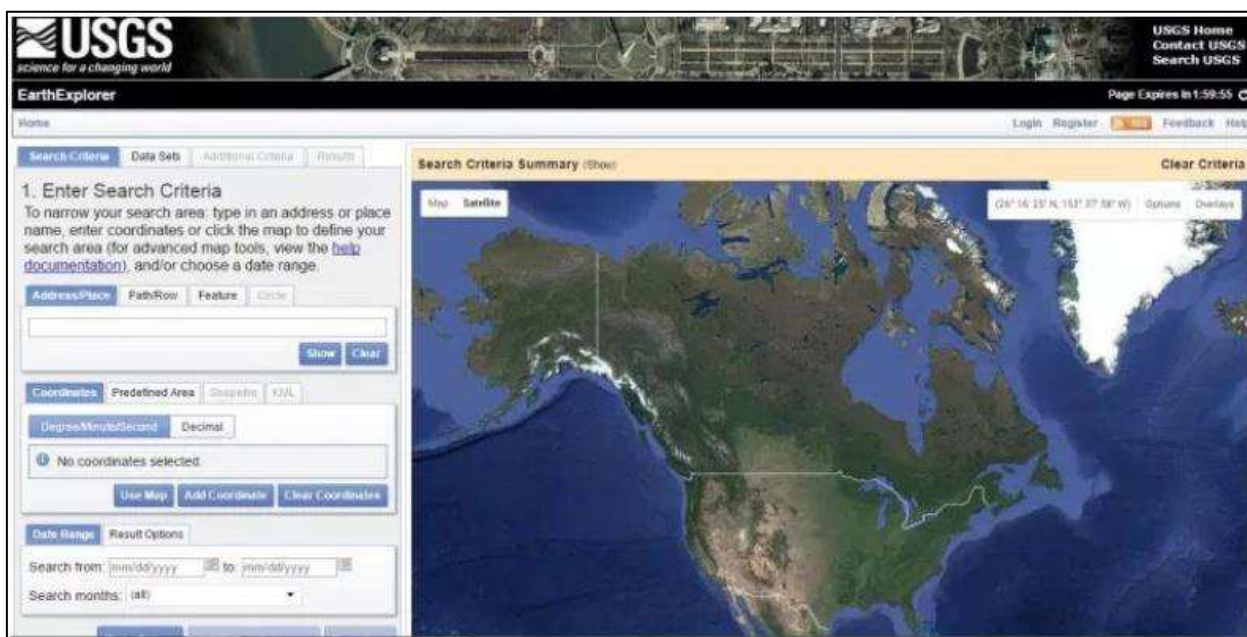 USGS
science for a changing world
USGS Home
Contact USGS
Search USGS
EarthExplorer
Page Expires In 1:59:55
Home
Login Register Feedback Help
Search Criteria Data Sets Additional Criteria Results
1. Enter Search Criteria
To narrow your search area: type in an address or place
name, enter coordinates or click the map to define your
search area (for advanced map tools, view the help
documentation), and/or choose a date range.
Address/Place Path/Row Feature Circle
Show Clear
Coordinates Predefined Area Shapefile KML
Degree/Minute/Second Decimal
No coordinates selected.
Use Map Add Coordinate Clear Coordinates
Date Range Result Options
Search from: mm/dd/yyyy to: mm/dd/yyyy
Search months: (all)
Search Criteria Summary (Show) Clear Criteria
Map Satellite
Options Overlays